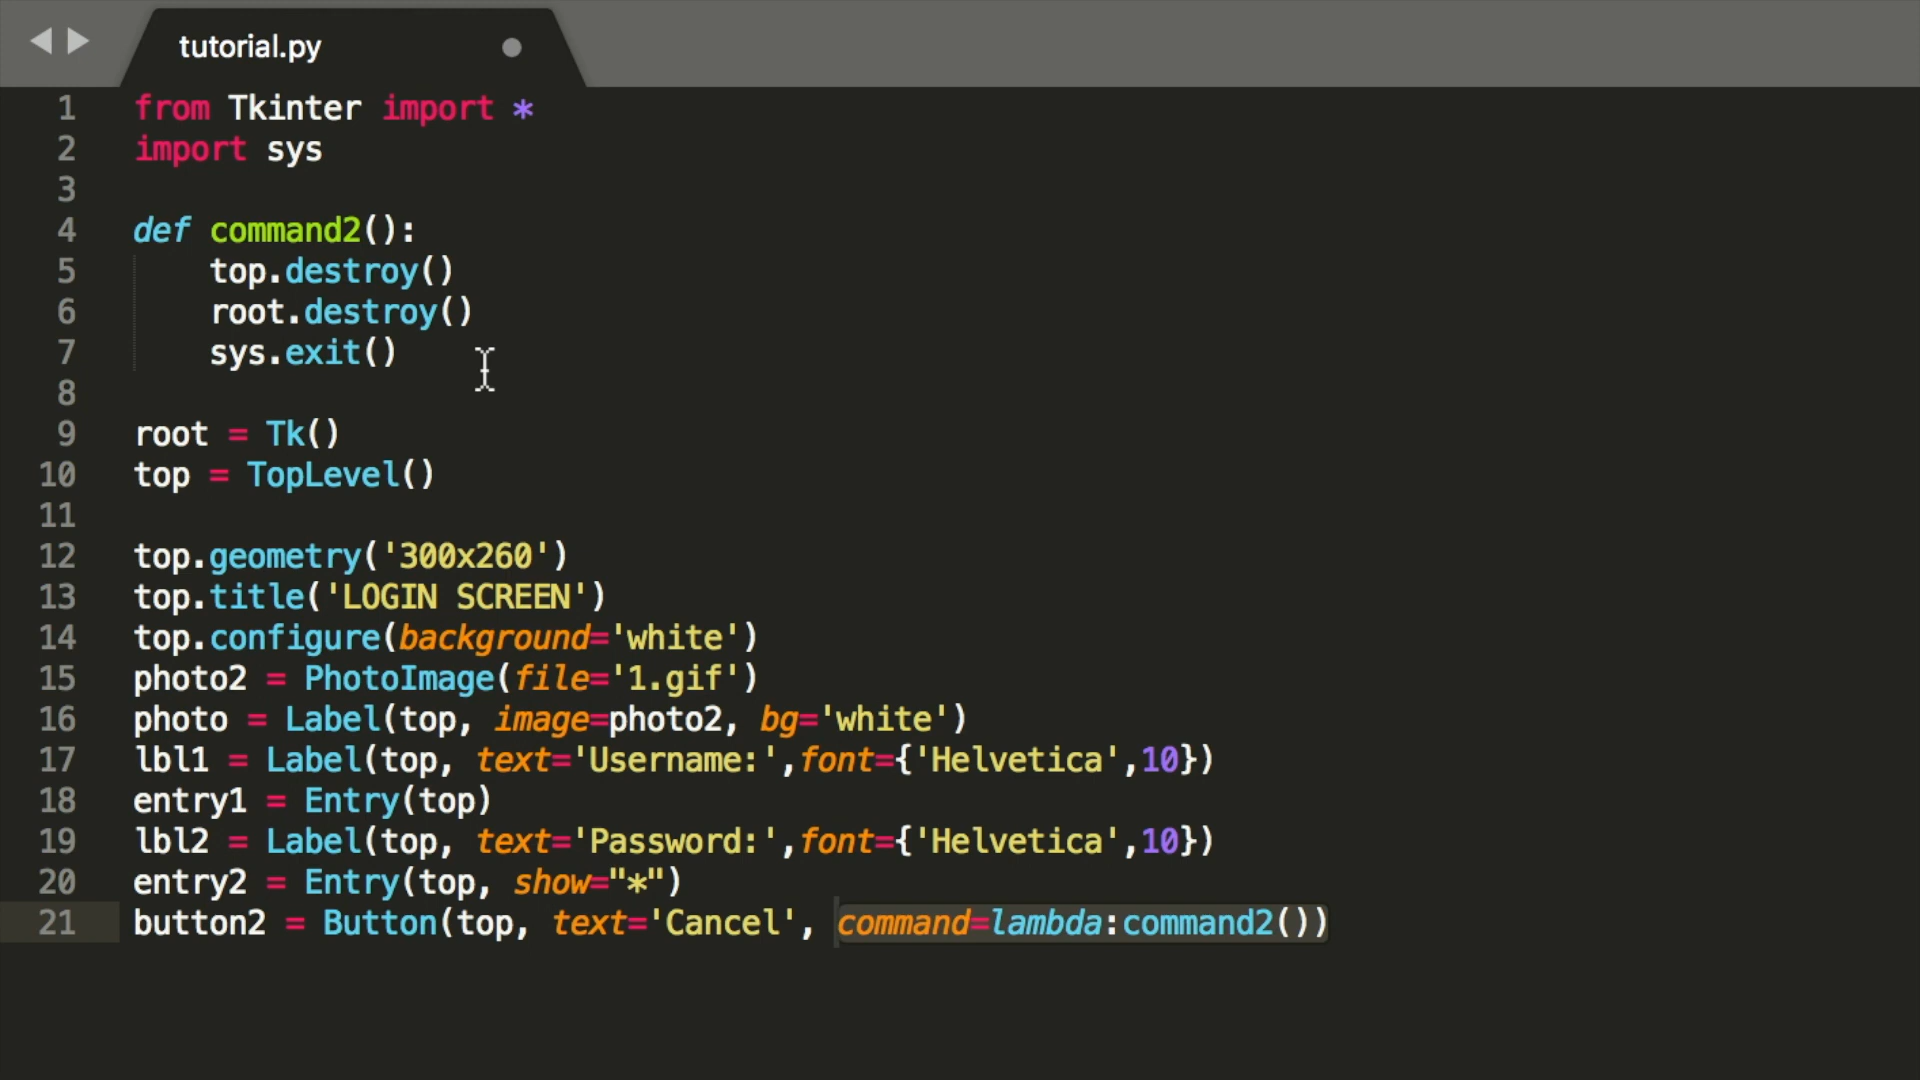 tutorial.py
1 from Tkinter import *
2 import sys
3
4 def command2():
5     top.destroy()
6     root.destroy()
7     sys.exit()
8
9 root = Tk()
10 top = TopLevel()
11
12 top.geometry('300x260')
13 top.title('LOGIN SCREEN')
14 top.configure(background='white')
15 photo2 = PhotoImage(file='1.gif')
16 photo = Label(top, image=photo2, bg='white')
17 lbl1 = Label(top, text='Username:',font={'Helvetica',10})
18 entry1 = Entry(top)
19 lbl2 = Label(top, text='Password:',font={'Helvetica',10})
20 entry2 = Entry(top, show="*")
21 button2 = Button(top, text='Cancel', command=lambda:command2())